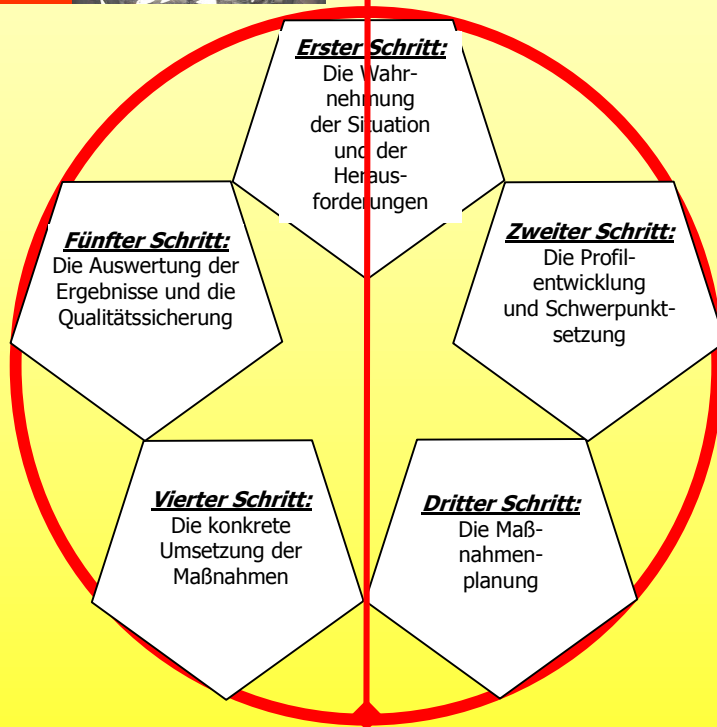 Erster Schritt:
Die Wahr-
nehmung
der Situation
und der
Heraus-
forderungen
Zweiter Schritt:
Die Profil-
entwicklung
und Schwerpunkt-
setzung
Dritter Schritt:
Die Maß-
nahmen-
planung
Vierter Schritt:
Die konkrete
Umsetzung der
Maßnahmen
Fünfter Schritt:
Die Auswertung der
Ergebnisse und die
Qualitätssicherung